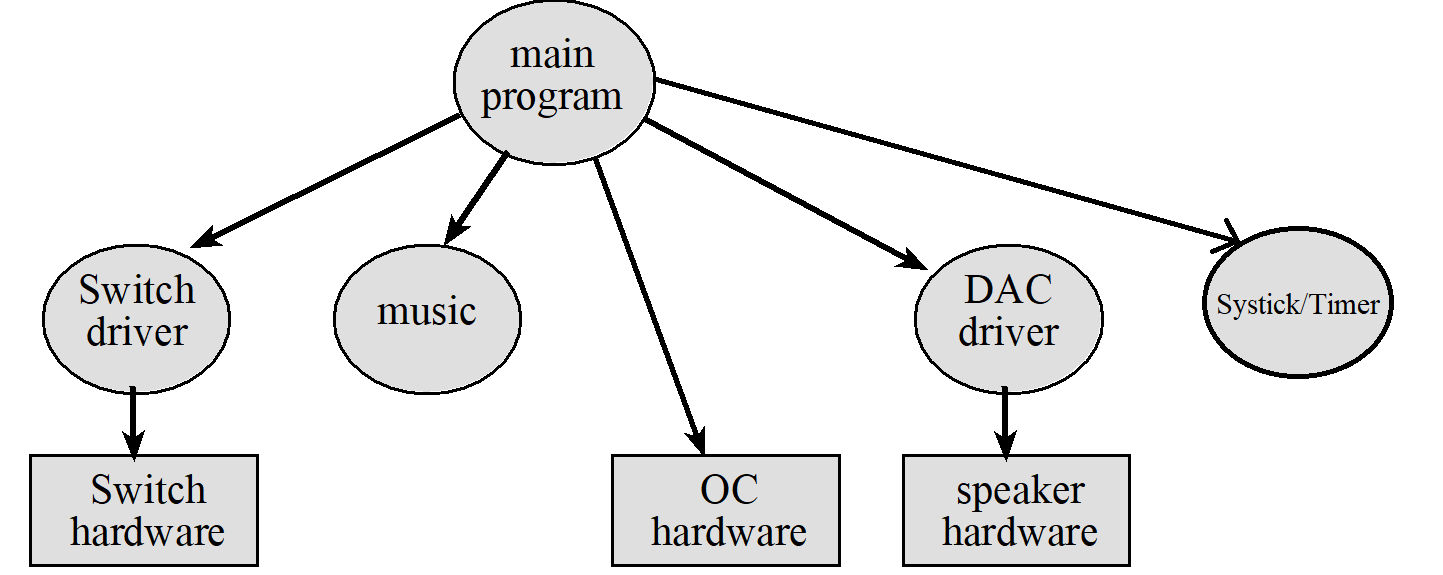 main
program
Switch
driver
music
DAC
driver
Systick/Timer
Switch
hardware
OC
hardware
speaker
hardware